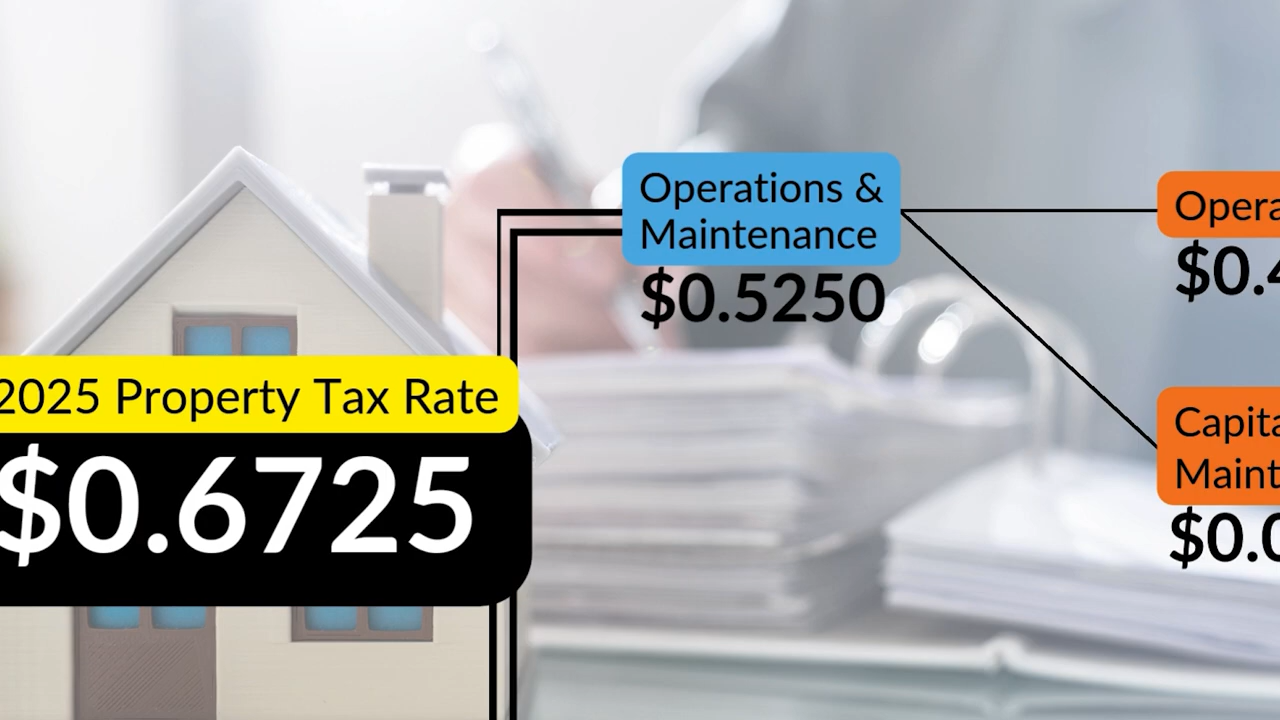 2025 Property Tax Rate
$0.6725
Operations &
Maintenance
$0.5250